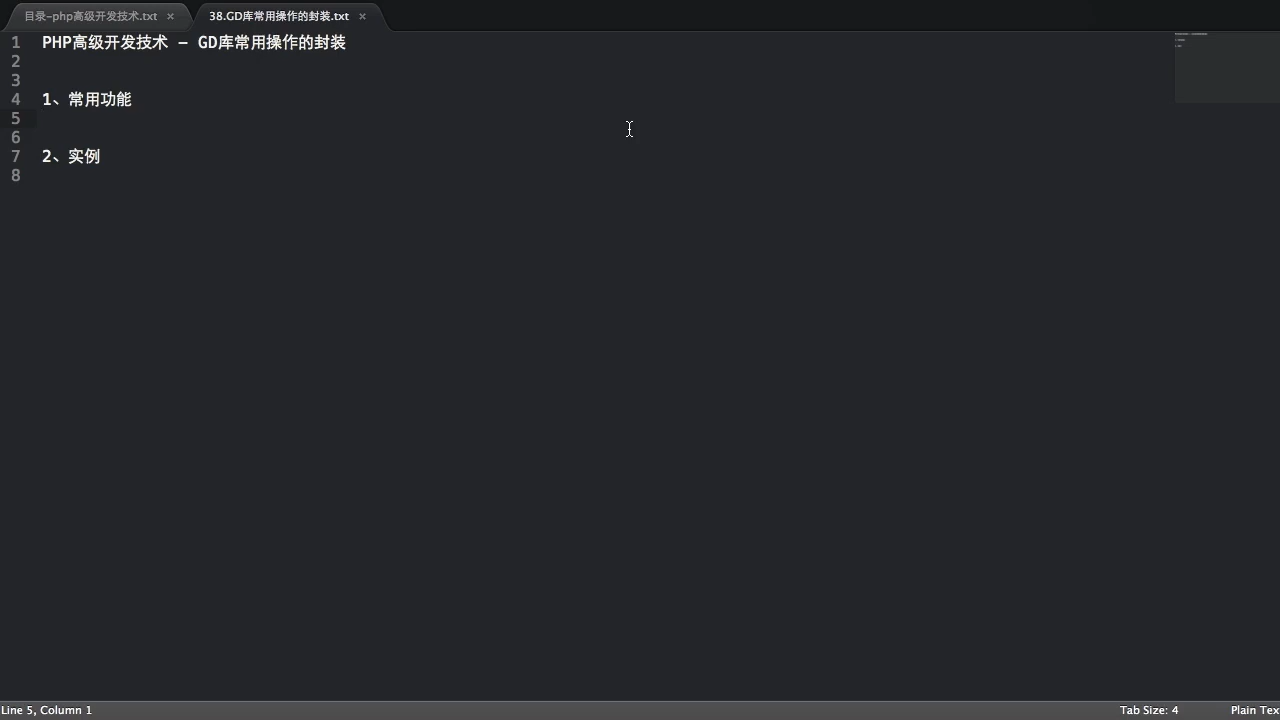 目录-php高级开发技术.txt × 38.GD库常用操作的封装.txt ×
1 PHP高级开发技术 – GD库常用操作的封装
2
3
4 1、常用功能
5
6
7 2、实例
8
Line 5, Column 1 Tab Size: 4 Plain Tex